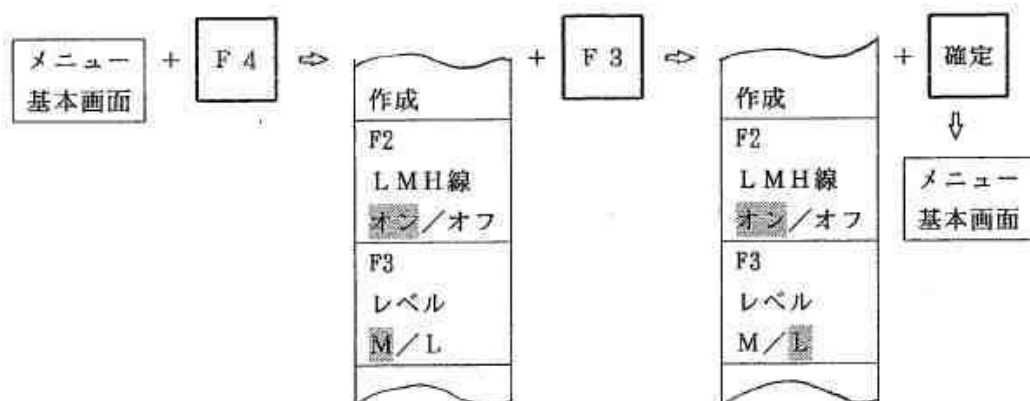 メニュー
基本画面
+
F4
⇨
作成
F2
LMH線
オン/オフ
F3
レベル
M/L
+
F3
⇨
作成
F2
LMH線
オン/オフ
F3
レベル
M/L
+
確定
⇩
メニュー
基本画面